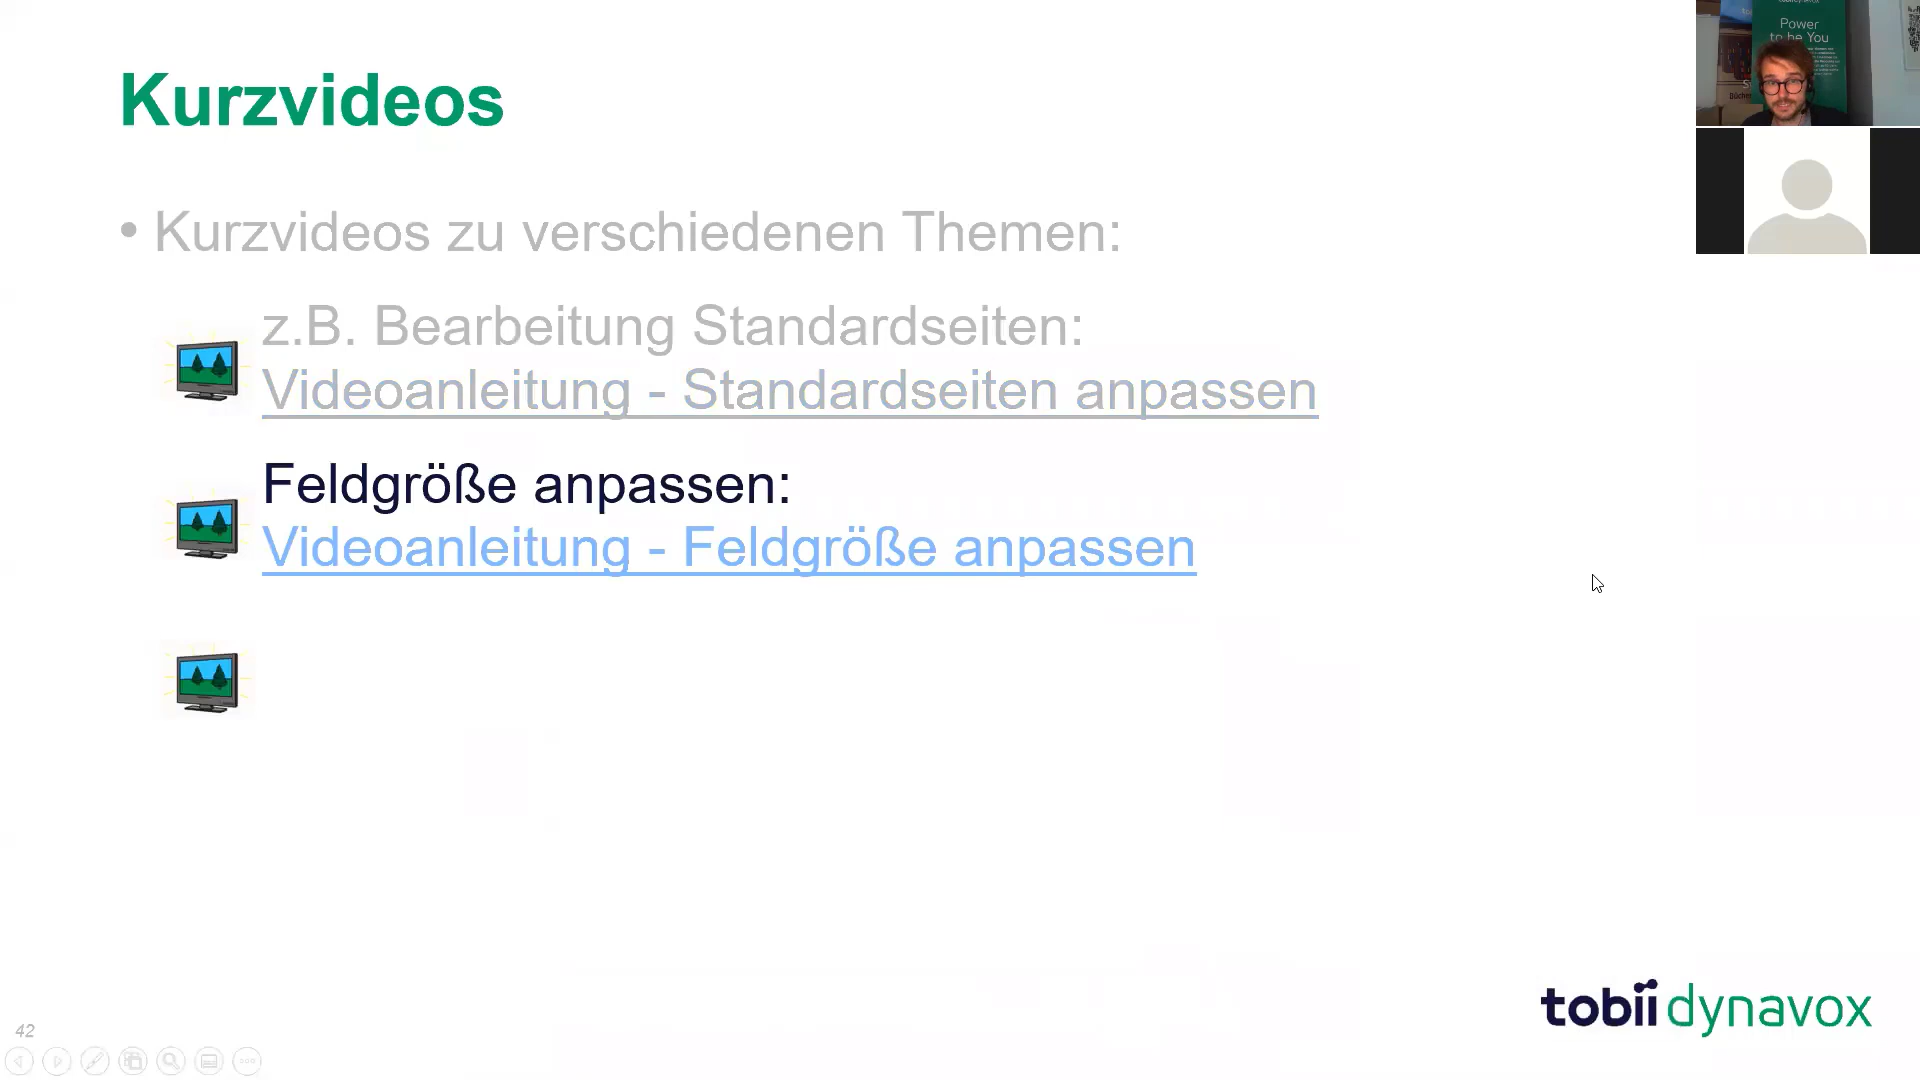 Kurzvideos
• Kurzvideos zu verschiedenen Themen:
z.B. Bearbeitung Standardseiten:
Videoanleitung - Standardseiten anpassen
Feldgröße anpassen:
Videoanleitung - Feldgröße anpassen
Power
to be You
tobii dynavox
42